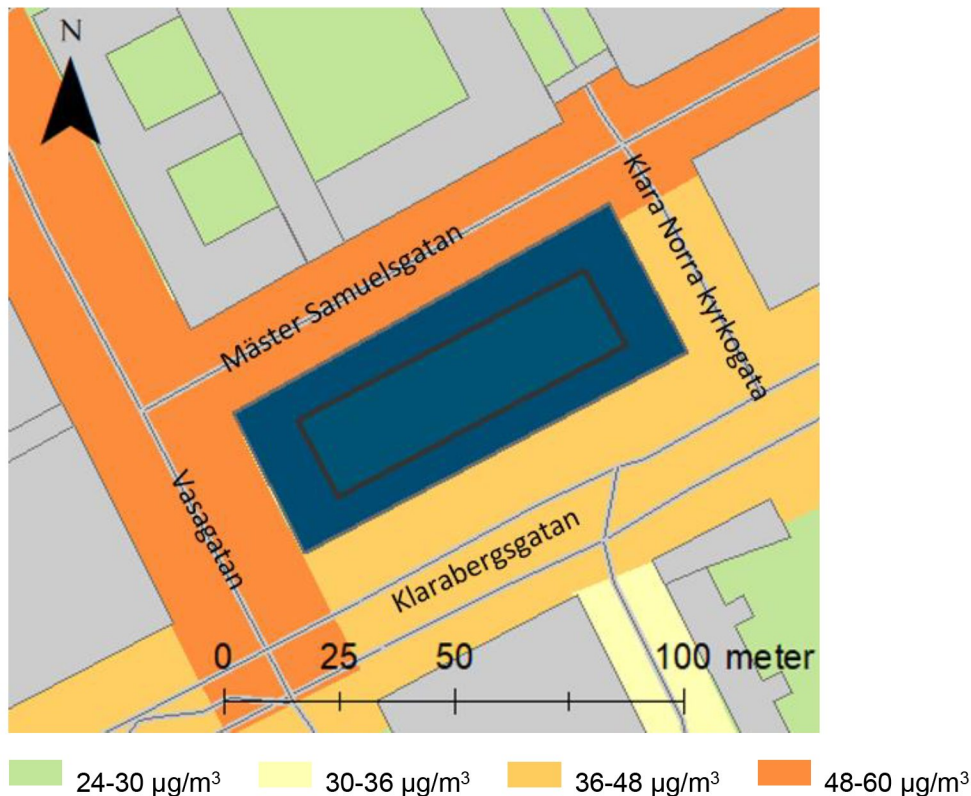 N
Mäster Samuelsgatan
Klara Norra kyrkogata
Vasagatan
Klarabergsgatan
0 25 50 100 meter
24-30 µg/m³ 30-36 µg/m³ 36-48 µg/m³ 48-60 µg/m³